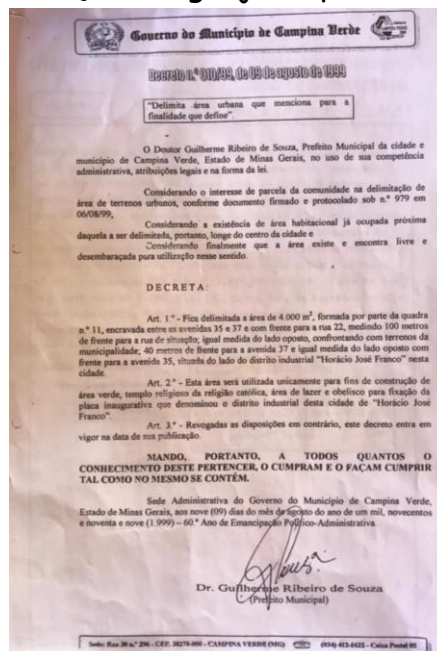 Governo do Município de Campina Verde
Decreto n.º 010/99, de 09 de agosto de 1999
"Delimita área urbana que menciona para a
finalidade que define".
O Doutor Guilherme Ribeiro de Souza, Prefeito Municipal da cidade e
município de Campina Verde, Estado de Minas Gerais, no uso de sua competência
administrativa, atribuições legais e na forma da lei.
Considerando o interesse de parcela da comunidade na delimitação de
área de terrenos urbanos, conforme documento firmado e protocolado sob n.º 979 em
06/08/99;
Considerando a existência de área habitacional já ocupada próxima
daquela a ser delimitada, portanto, longe do centro da cidade e
Considerando finalmente que a área existe e encontra livre e
desembaraçada para utilização nesse sentido.
DECRETA:
Art. 1.º - Fica delimitada a área de 4.000 m², formada por parte da quadra
n.º 11, encravada entre as avenidas 35 e 37 e com frente para a rua 22, medindo 100 metros
de frente para a rua de situação; igual medida do lado oposto, confrontando com terrenos da
municipalidade; 40 metros de frente para a avenida 37 e igual medida do lado oposto com
frente para a avenida 35, situada do lado do distrito industrial "Horácio José Franco" nesta
cidade.
Art. 2.º - Esta área será utilizada unicamente para fins de construção de
área verde, templo religioso da religião católica, área de lazer e obelisco para fixação da
placa inaugurativa que denominou o distrito industrial desta cidade de "Horácio José
Franco".
Art. 3.º - Revogadas as disposições em contrário, este decreto entra em
vigor na data de sua publicação.
MANDO, PORTANTO, A TODOS QUANTOS O
CONHECIMENTO DESTE PERTENCER, O CUMPRAM E O FAÇAM CUMPRIR
TAL COMO NO MESMO SE CONTÉM.
Sede Administrativa do Governo do Município de Campina Verde,
Estado de Minas Gerais, aos nove (09) dias do mês de agosto do ano de um mil, novecentos
e noventa e nove (1.999) – 60.º Ano de Emancipação Político-Administrativa.
Dr. Guilherme Ribeiro de Souza
(Prefeito Municipal)
Sede: Rua 30 n.º 296 - CEP. 38270-000 - CAMPINA VERDE (MG) (034) 412-1622 - Caixa Postal 05